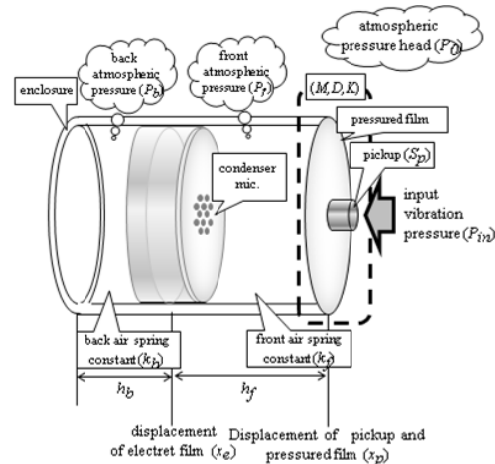 atmospheric
pressure head (P0)
back
atmospheric
pressure (Pb)
front
atmospheric
pressure (Pf)
enclosure
(M, D, K)
pressured film
pickup (Sp)
condenser
mic.
input
vibration
pressure (Pin)
back air spring
constant (kb)
front air spring
constant (kf)
hb
hf
displacement
of electret film (xe)
Displacement of pickup and
pressured film (xp)